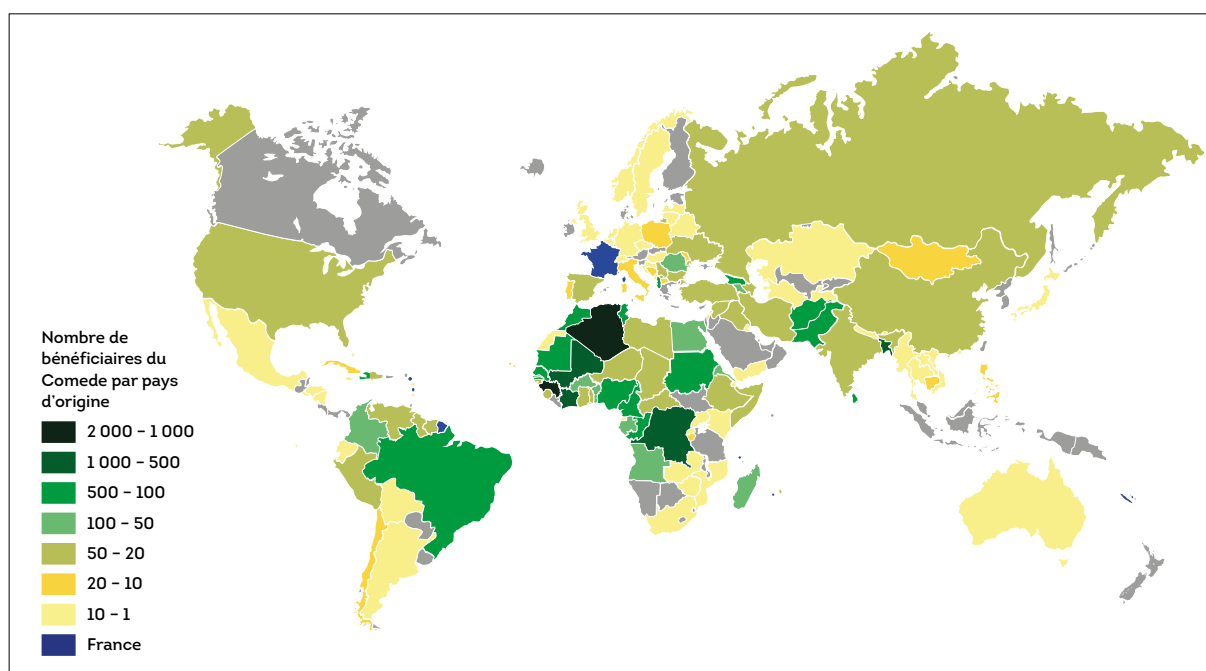 Nombre de
bénéficiaires du
Comede par pays
d’origine
2 000 – 1 000
1 000 – 500
500 – 100
100 – 50
50 – 20
20 – 10
10 – 1
France